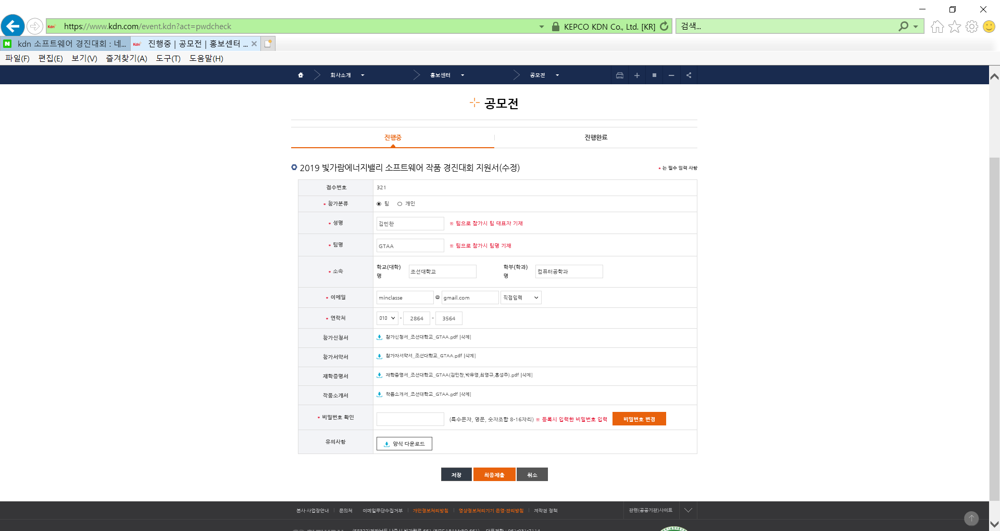 https://www.kdn.com/event.kdn?act=pwdcheck
KEPCO KDN Co., Ltd. [KR]
검색...
kdn 소프트웨어 경진대회 : 네...
Kdn
진행중 | 공모전 | 홍보센터 ...
파일(F) 편집(E) 보기(V) 즐겨찾기(A) 도구(T) 도움말(H)
회사소개 홍보센터 공모전
공모전
진행중 진행완료
2019 빛가람에너지밸리 소프트웨어 작품 경진대회 지원서(수정)
* 는 필수 입력 사항
접수번호 321
* 참가분류 팀 개인
* 성명 김민찬 ※ 팀으로 참가시 팀 대표자 기재
* 팀명 GTAA ※ 팀으로 참가시 팀명 기재
* 소속 학교(대학)명 조선대학교 학부(학과)명 컴퓨터공학과
* 이메일 minclasse @ gmail.com 직접입력
* 연락처 010 - 2864 - 3564
참가신청서 참가신청서_조선대학교_GTAA.pdf [삭제]
참가서약서 참가자서약서_조선대학교_GTAA.pdf [삭제]
재학증명서 재학증명서_조선대학교_GTAA(김민찬,박유영,최영규,홍성주).pdf [삭제]
작품소개서 작품소개서_조선대학교_GTAA.pdf [삭제]
* 비밀번호 확인 (특수문자, 영문, 숫자조합 8-16자리) ※ 등록시 입력한 비밀번호 입력 비밀번호 변경
유의사항 양식 다운로드
저장 최종제출 취소
본사·사업장안내 문의처 이메일무단수집거부 개인정보처리방침 영상정보처리기기 운영·관리방침 저작권 정책 관련(공공기관)사이트